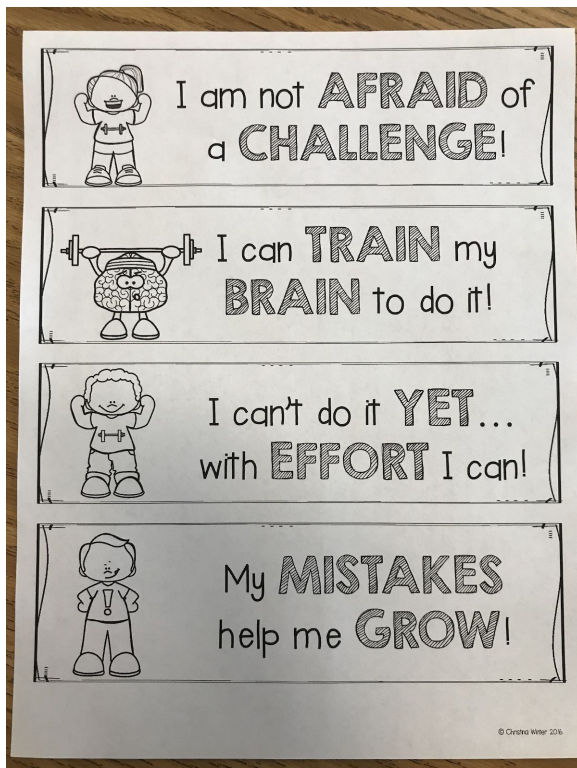 I am not AFRAID of
a CHALLENGE!
I can TRAIN my
BRAIN to do it!
I can't do it YET...
with EFFORT I can!
My MISTAKES
help me GROW!
© Christina Winter 2016